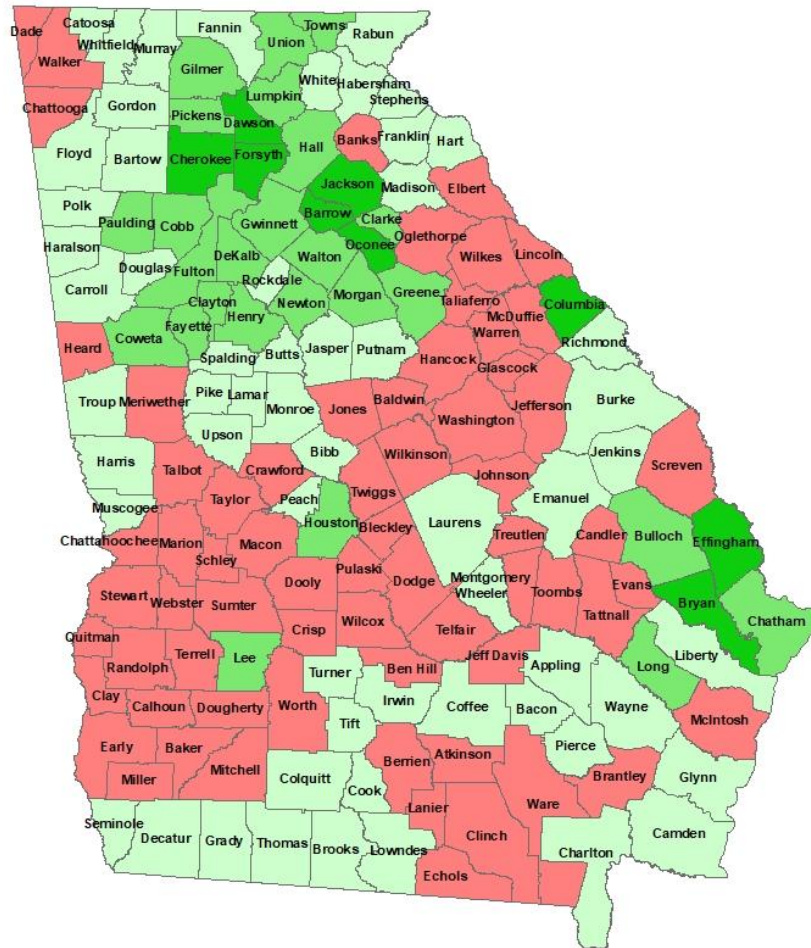 Dade
Catoosa
Whitfield
Murray
Fannin
Union
Towns
Rabun
Walker
Gilmer
White
Habersham
Lumpkin
Stephens
Chattooga
Gordon
Pickens
Dawson
Banks
Franklin
Hart
Floyd
Bartow
Cherokee
Forsyth
Hall
Jackson
Madison
Elbert
Polk
Paulding
Cobb
Gwinnett
Barrow
Clarke
Oglethorpe
Haralson
Douglas
Fulton
DeKalb
Walton
Oconee
Wilkes
Lincoln
Carroll
Rockdale
Clayton
Newton
Morgan
Greene
Taliaferro
Columbia
McDuffie
Heard
Coweta
Fayette
Henry
Warren
Richmond
Spalding
Butts
Jasper
Putnam
Hancock
Glascock
Troup
Meriwether
Pike
Lamar
Monroe
Jones
Baldwin
Washington
Jefferson
Burke
Upson
Harris
Talbot
Crawford
Bibb
Wilkinson
Johnson
Jenkins
Screven
Muscogee
Taylor
Peach
Twiggs
Emanuel
Houston
Laurens
Chattahoochee
Marion
Macon
Bleckley
Treutlen
Candler
Bulloch
Effingham
Schley
Dooly
Pulaski
Dodge
Montgomery
Wheeler
Toombs
Evans
Bryan
Stewart
Webster
Sumter
Tattnall
Chatham
Quitman
Crisp
Wilcox
Telfair
Randolph
Terrell
Lee
Turner
Ben Hill
Jeff Davis
Appling
Long
Liberty
Clay
Calhoun
Dougherty
Worth
Irwin
Coffee
Bacon
Wayne
McIntosh
Tift
Early
Baker
Pierce
Miller
Mitchell
Colquitt
Berrien
Atkinson
Brantley
Glynn
Cook
Lanier
Ware
Seminole
Decatur
Grady
Thomas
Brooks
Lowndes
Clinch
Charlton
Camden
Echols